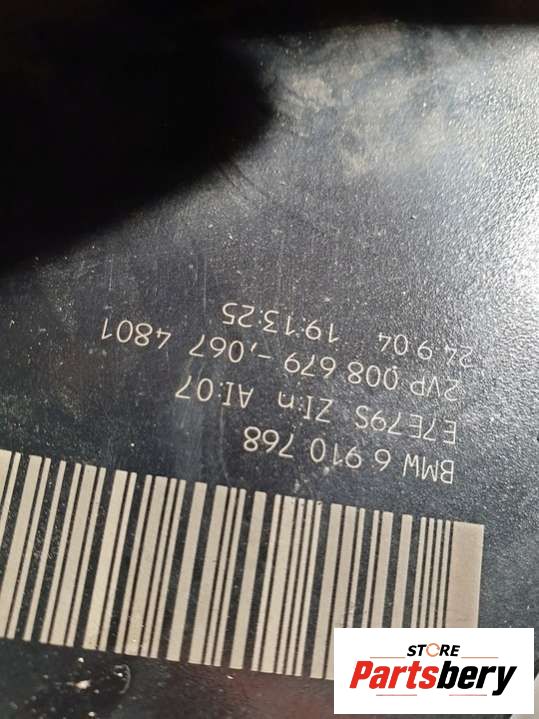 BMW 6 910 768
E7E79S ZI:n AI:07
2VP 008 679 -,067 4801
24.9.04 19:13:25
STORE
Partsbery